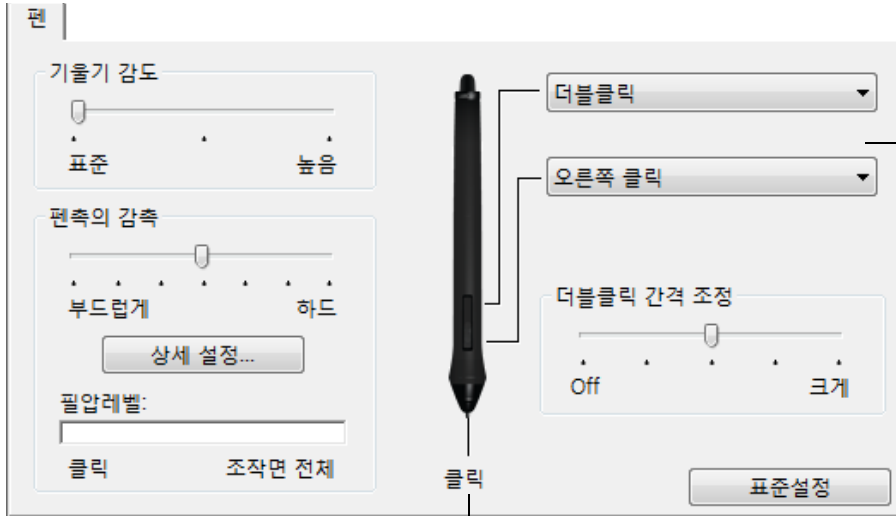 펜
기울기 감도
표준 높음
펜촉의 감촉
부드럽게 하드
상세 설정...
필압레벨:
클릭 조작면 전체
더블클릭
오른쪽 클릭
더블클릭 간격 조정
Off 크게
클릭
표준설정